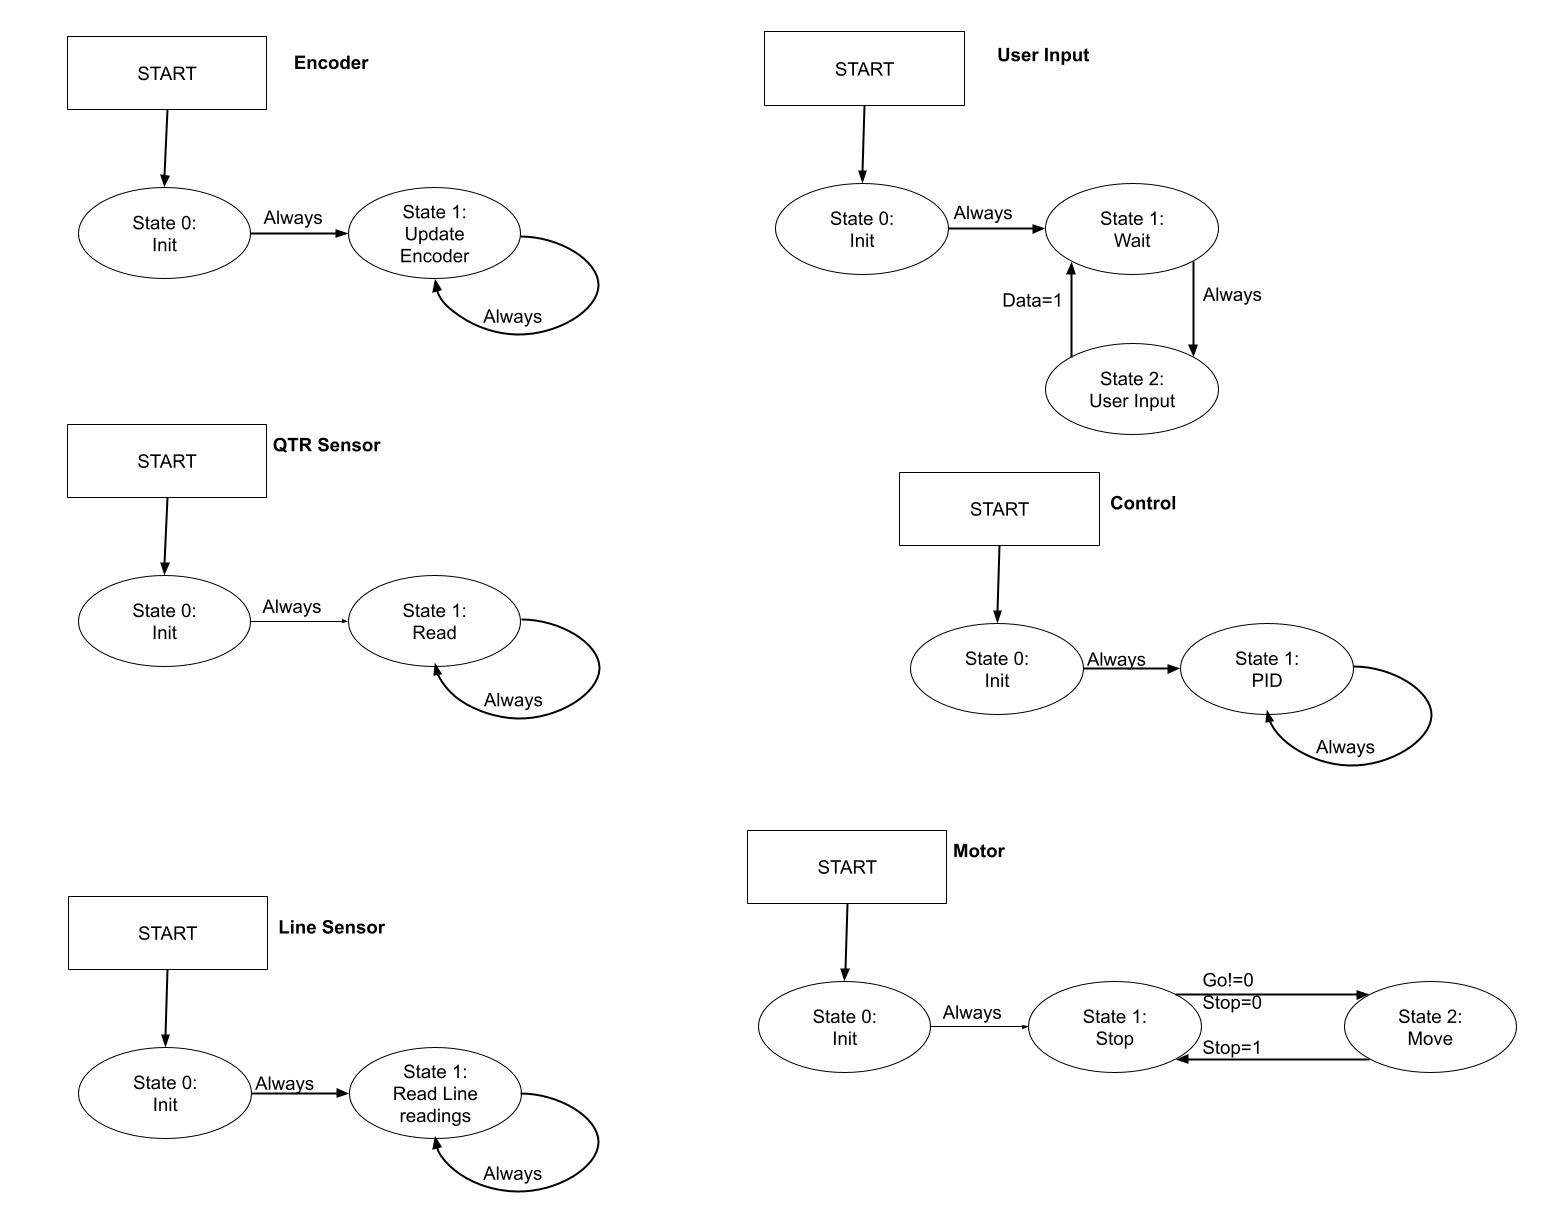 START
Encoder
State 0:
Init
Always
State 1:
Update
Encoder
Always
START
QTR Sensor
State 0:
Init
Always
State 1:
Read
Always
START
Line Sensor
State 0:
Init
Always
State 1:
Read Line
readings
Always
START
User Input
State 0:
Init
Always
State 1:
Wait
Data=1
Always
State 2:
User Input
START
Control
State 0:
Init
Always
State 1:
PID
Always
START
Motor
State 0:
Init
Always
State 1:
Stop
Go!=0
Stop=0
Stop=1
State 2:
Move